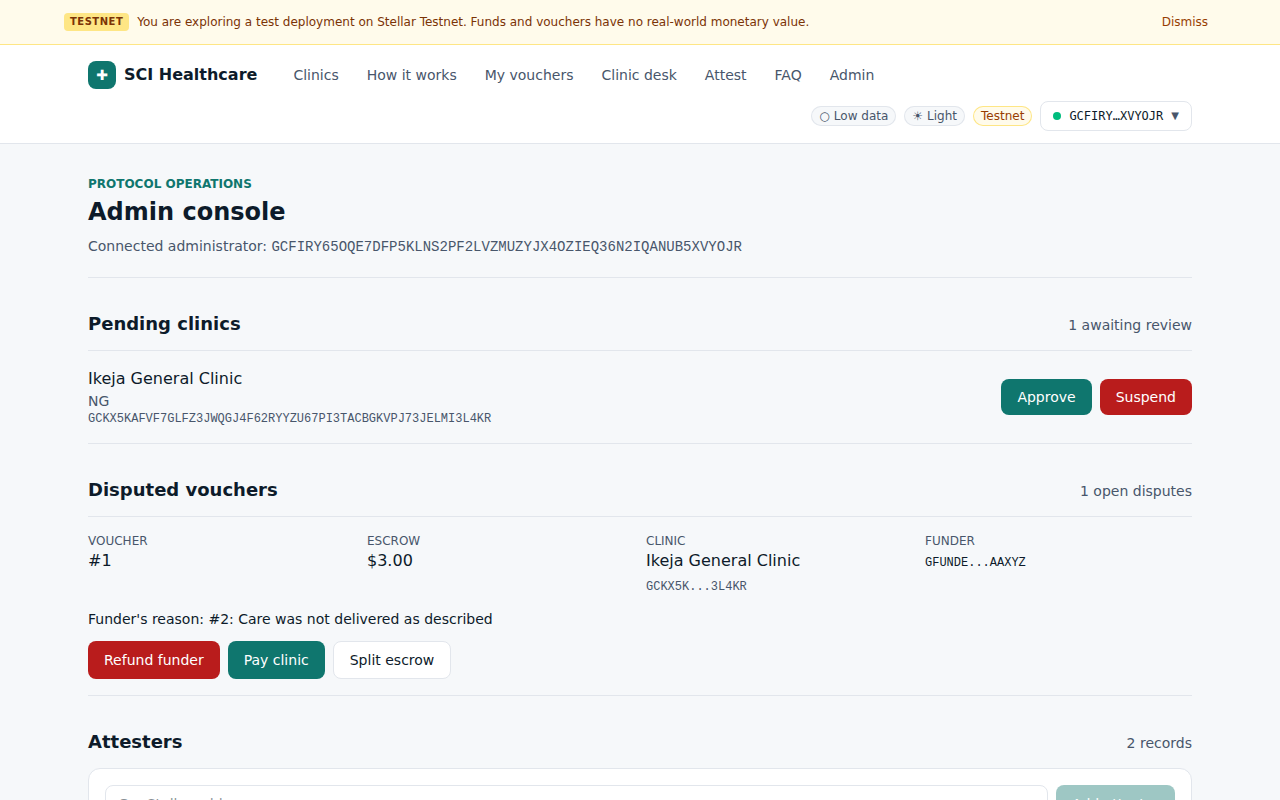 TESTNET You are exploring a test deployment on Stellar Testnet. Funds and vouchers have no real-world monetary value. Dismiss
SCI Healthcare Clinics How it works My vouchers Clinic desk Attest FAQ Admin
Low data Light Testnet GCFIRY…XVYOJR
PROTOCOL OPERATIONS
Admin console
Connected administrator: GCFIRY65OQE7DFP5KLNS2PF2LVZMUZYJX4OZIEQ36N2IQANUB5XVYOJR
Pending clinics 1 awaiting review
Ikeja General Clinic
NG
GCKX5KAFVF7GLFZ3JWQGJ4F62RYYZU67PI3TACBGKVPJ73JELMI3L4KR
Approve Suspend
Disputed vouchers 1 open disputes
VOUCHER ESCROW CLINIC FUNDER
#1 $3.00 Ikeja General Clinic GFUNDE...AAXYZ
GCKX5K...3L4KR
Funder's reason: #2: Care was not delivered as described
Refund funder Pay clinic Split escrow
Attesters 2 records